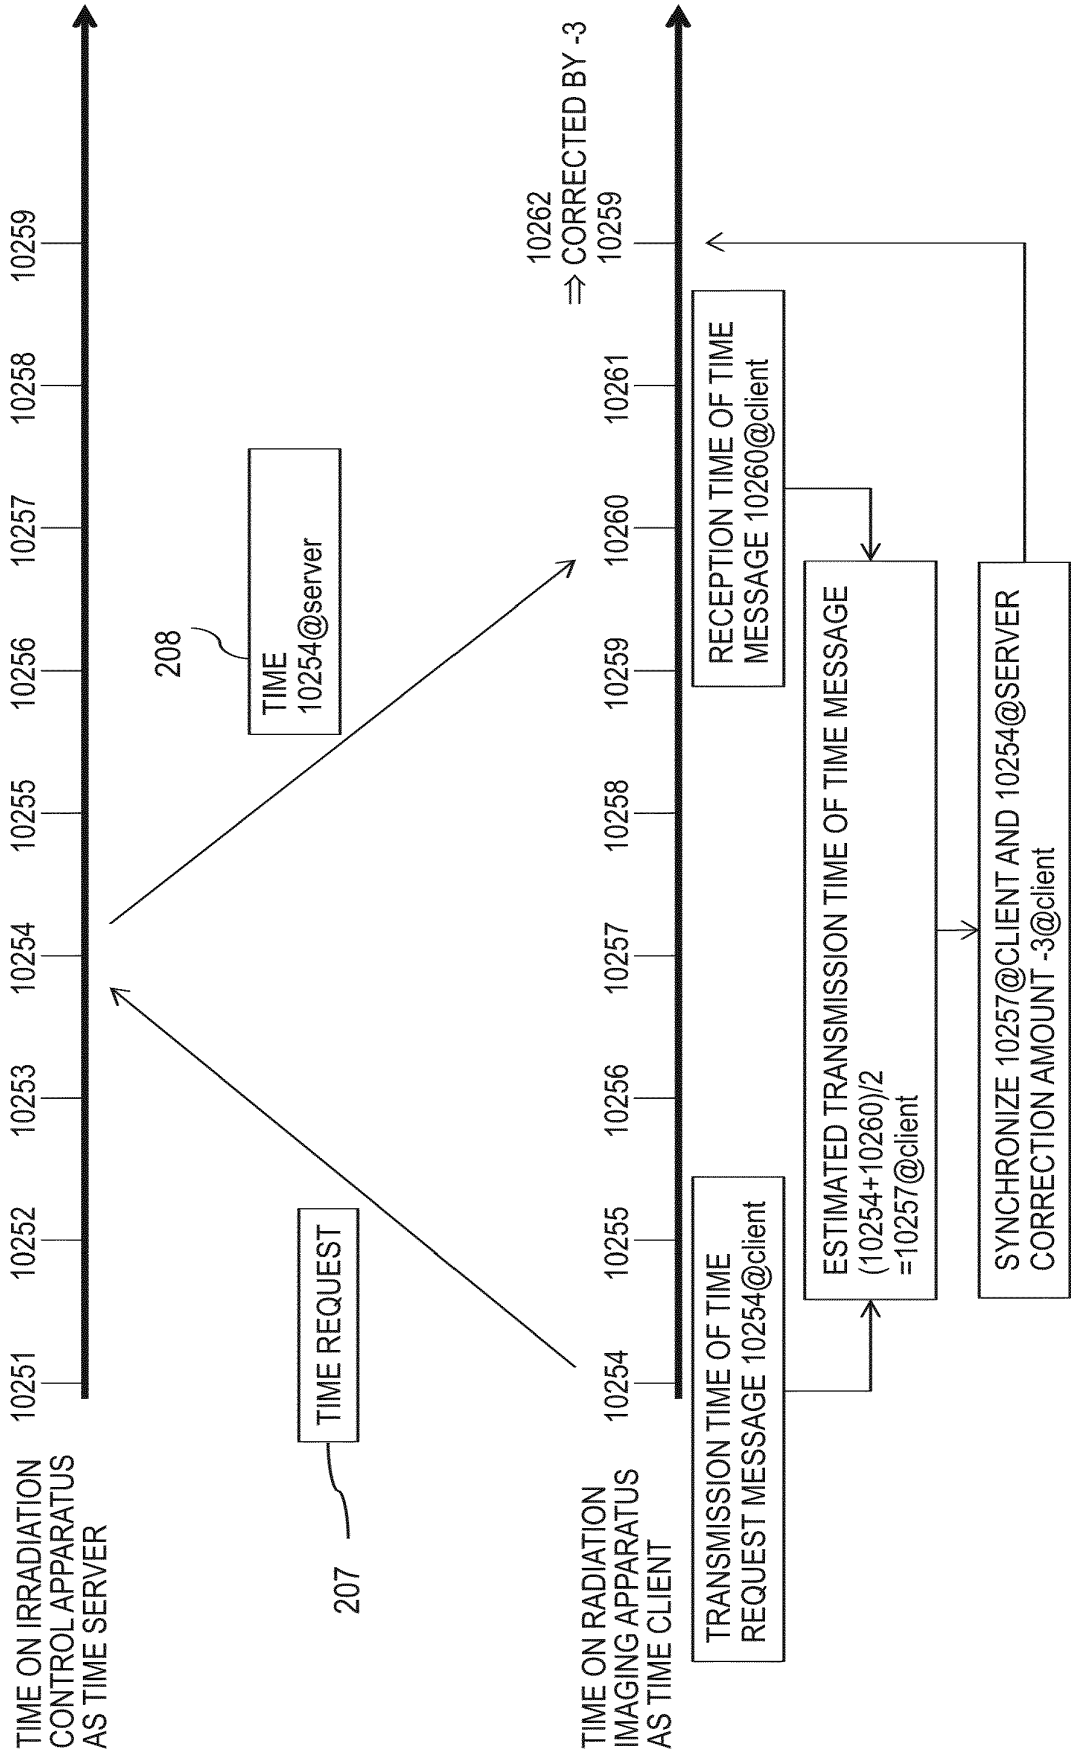 TIME ON IRRADIATION
CONTROL APPARATUS
AS TIME SERVER
10251
10252
10253
10254
10255
10256
10257
10258
10259
207
TIME REQUEST
208
TIME
10254@server
TIME ON RADIATION
IMAGING APPARATUS
AS TIME CLIENT
10254
10255
10256
10257
10258
10259
10260
10261
10262
⇒ CORRECTED BY -3
10259
TRANSMISSION TIME OF TIME
REQUEST MESSAGE 10254@client
RECEPTION TIME OF TIME
MESSAGE 10260@client
ESTIMATED TRANSMISSION TIME OF TIME MESSAGE
(10254+10260)/2
=10257@client
SYNCHRONIZE 10257@CLIENT AND 10254@SERVER
CORRECTION AMOUNT -3@client